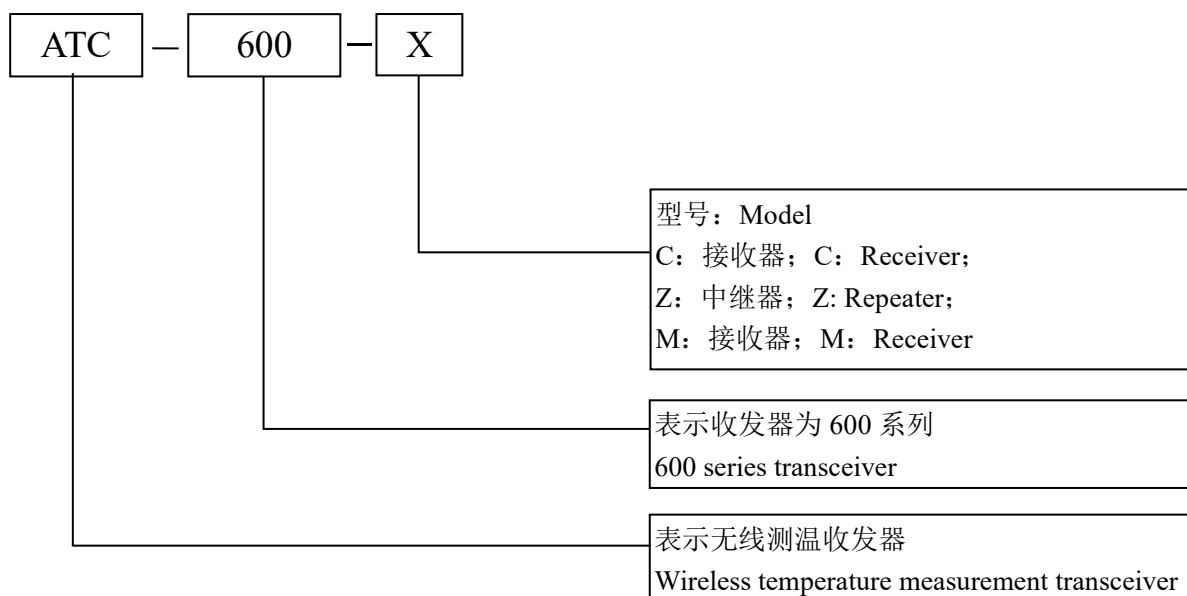 ATC — 600 — X
型号：Model
C：接收器；C：Receiver；
Z：中继器；Z: Repeater；
M：接收器；M：Receiver
表示收发器为 600 系列
600 series transceiver
表示无线测温收发器
Wireless temperature measurement transceiver